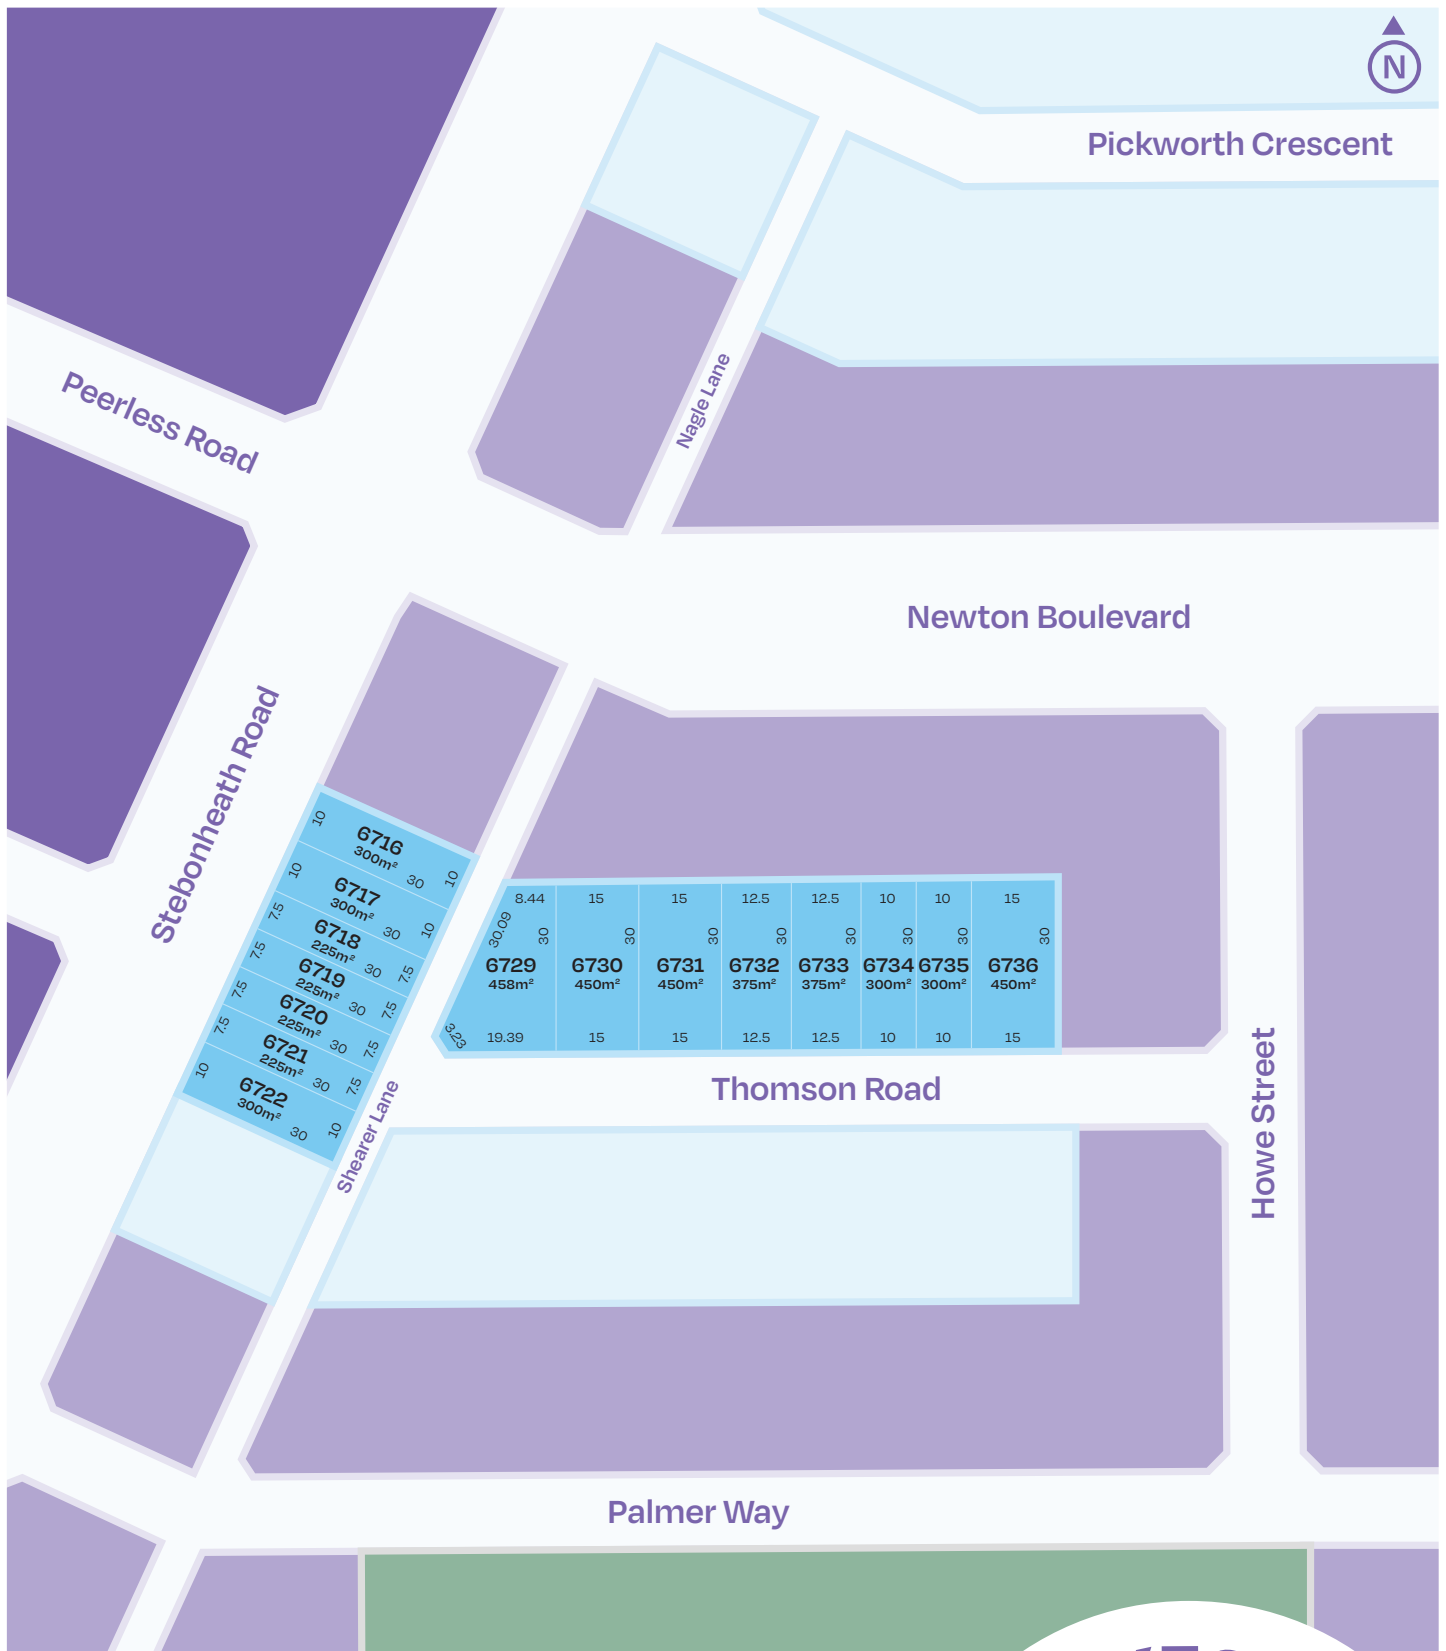 N
Pickworth Crescent
Nagle Lane
Peerless Road
Newton Boulevard
Stebonheath Road
10
6716
300m²
30
10
10
6717
300m²
30
10
7.5
6718
225m²
30
7.5
7.5
6719
225m²
30
7.5
7.5
6720
225m²
30
7.5
7.5
6721
225m²
30
7.5
10
6722
300m²
30
10
Shearer Lane
8.44
30.09
30
6729
458m²
3.23
19.39
15
30
6730
450m²
15
15
30
6731
450m²
15
12.5
30
6732
375m²
12.5
12.5
30
6733
375m²
12.5
10
30
6734
300m²
10
10
30
6735
300m²
10
15
30
6736
450m²
15
Thomson Road
Howe Street
Palmer Way